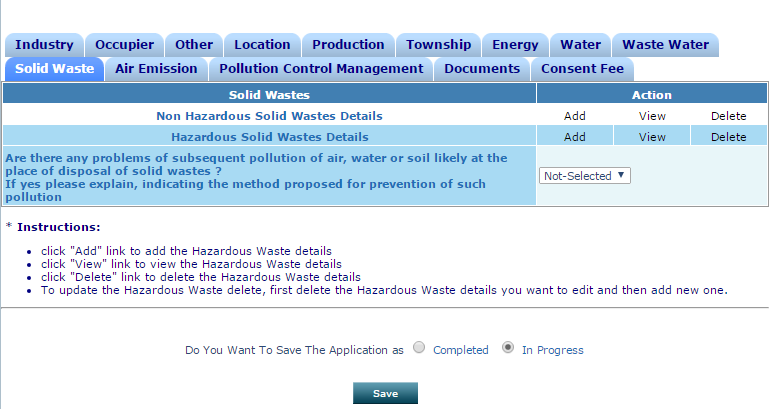 Industry Occupier Other Location Production Township Energy Water Waste Water
Solid Waste Air Emission Pollution Control Management Documents Consent Fee
Solid Wastes Action
Non Hazardous Solid Wastes Details Add View Delete
Hazardous Solid Wastes Details Add View Delete
Are there any problems of subsequent pollution of air, water or soil likely at the
place of disposal of solid wastes ?
If yes please explain, indicating the method proposed for prevention of such
pollution
Not-Selected
* Instructions:
click "Add" link to add the Hazardous Waste details
click "View" link to view the Hazardous Waste details
click "Delete" link to delete the Hazardous Waste details
To update the Hazardous Waste delete, first delete the Hazardous Waste details you want to edit and then add new one.
Do You Want To Save The Application as Completed In Progress
Save